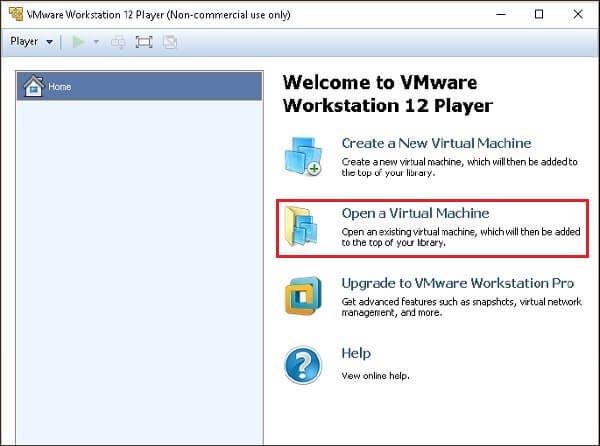 VMware Workstation 12 Player (Non-commercial use only)
Player
Home
Welcome to VMware
Workstation 12 Player
Create a New Virtual Machine
Create a new virtual machine, which will then be added to
the top of your library.
Open a Virtual Machine
Open an existing virtual machine, which will then be added
to the top of your library.
Upgrade to VMware Workstation Pro
Get advanced features such as snapshots, virtual network
management, and more.
Help
View online help.